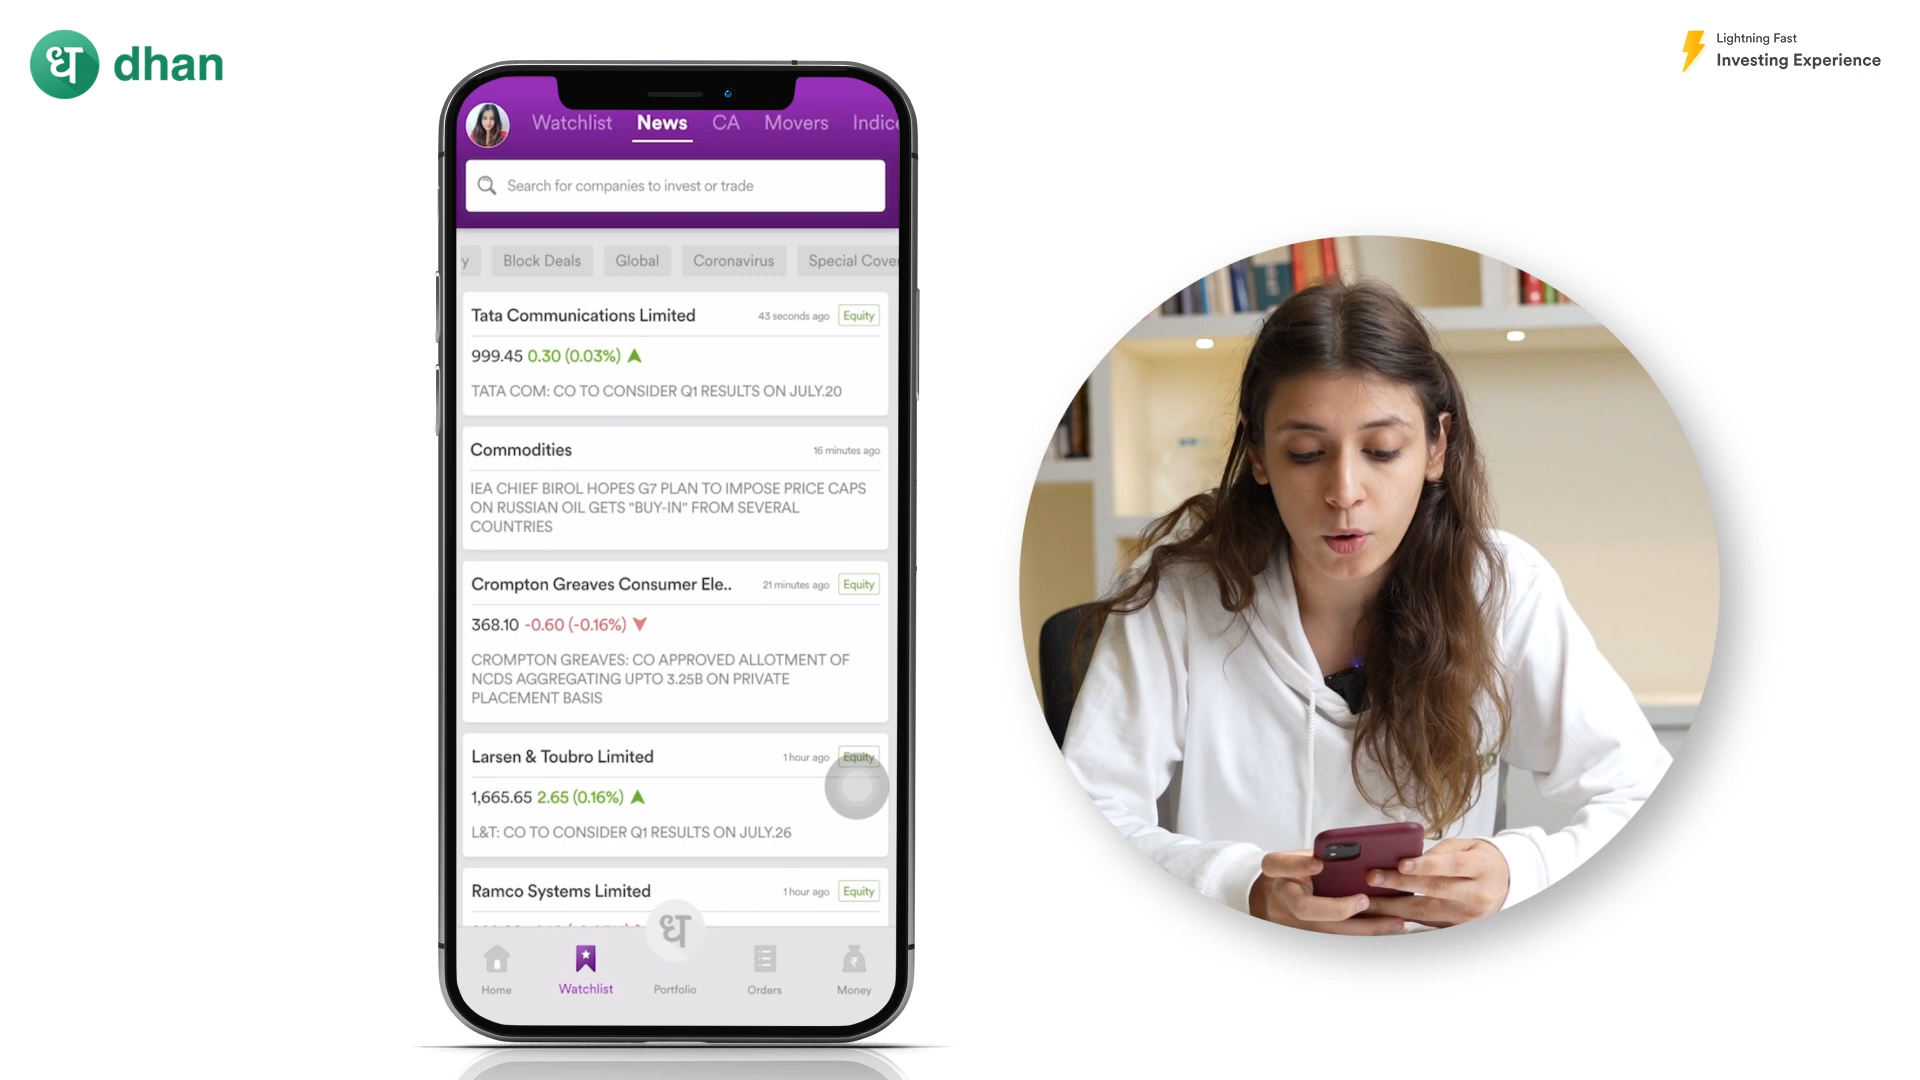 ध dhan
Lightning Fast
Investing Experience
Watchlist News CA Movers Indice
Search for companies to invest or trade
y Block Deals Global Coronavirus Special Cover
Tata Communications Limited 43 seconds ago Equity
999.45 0.30 (0.03%)
TATA COM: CO TO CONSIDER Q1 RESULTS ON JULY.20
Commodities 16 minutes ago
IEA CHIEF BIROL HOPES G7 PLAN TO IMPOSE PRICE CAPS
ON RUSSIAN OIL GETS "BUY-IN" FROM SEVERAL
COUNTRIES
Crompton Greaves Consumer Ele.. 21 minutes ago Equity
368.10 -0.60 (-0.16%)
CROMPTON GREAVES: CO APPROVED ALLOTMENT OF
NCDS AGGREGATING UPTO 3.25B ON PRIVATE
PLACEMENT BASIS
Larsen & Toubro Limited 1 hour ago Equity
1,665.65 2.65 (0.16%)
L&T: CO TO CONSIDER Q1 RESULTS ON JULY.26
Ramco Systems Limited 1 hour ago Equity
ध
Home Watchlist Portfolio Orders Money